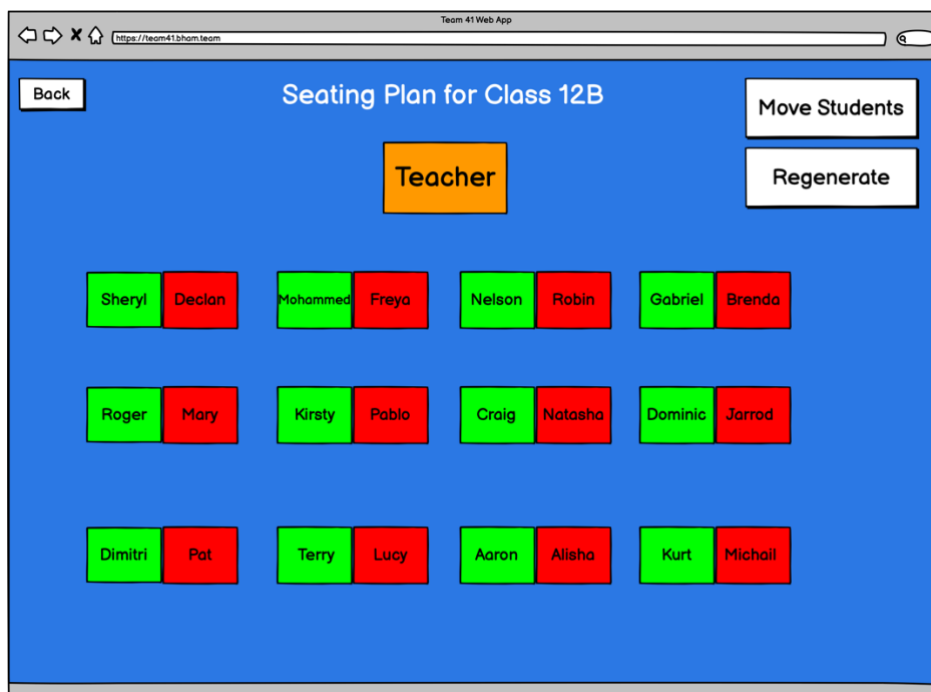 Team 41 Web App
https://team41.bham.team
Back
Seating Plan for Class 12B
Move Students
Teacher
Regenerate
Sheryl Declan Mohammed Freya Nelson Robin Gabriel Brenda
Roger Mary Kirsty Pablo Craig Natasha Dominic Jarrod
Dimitri Pat Terry Lucy Aaron Alisha Kurt Michail